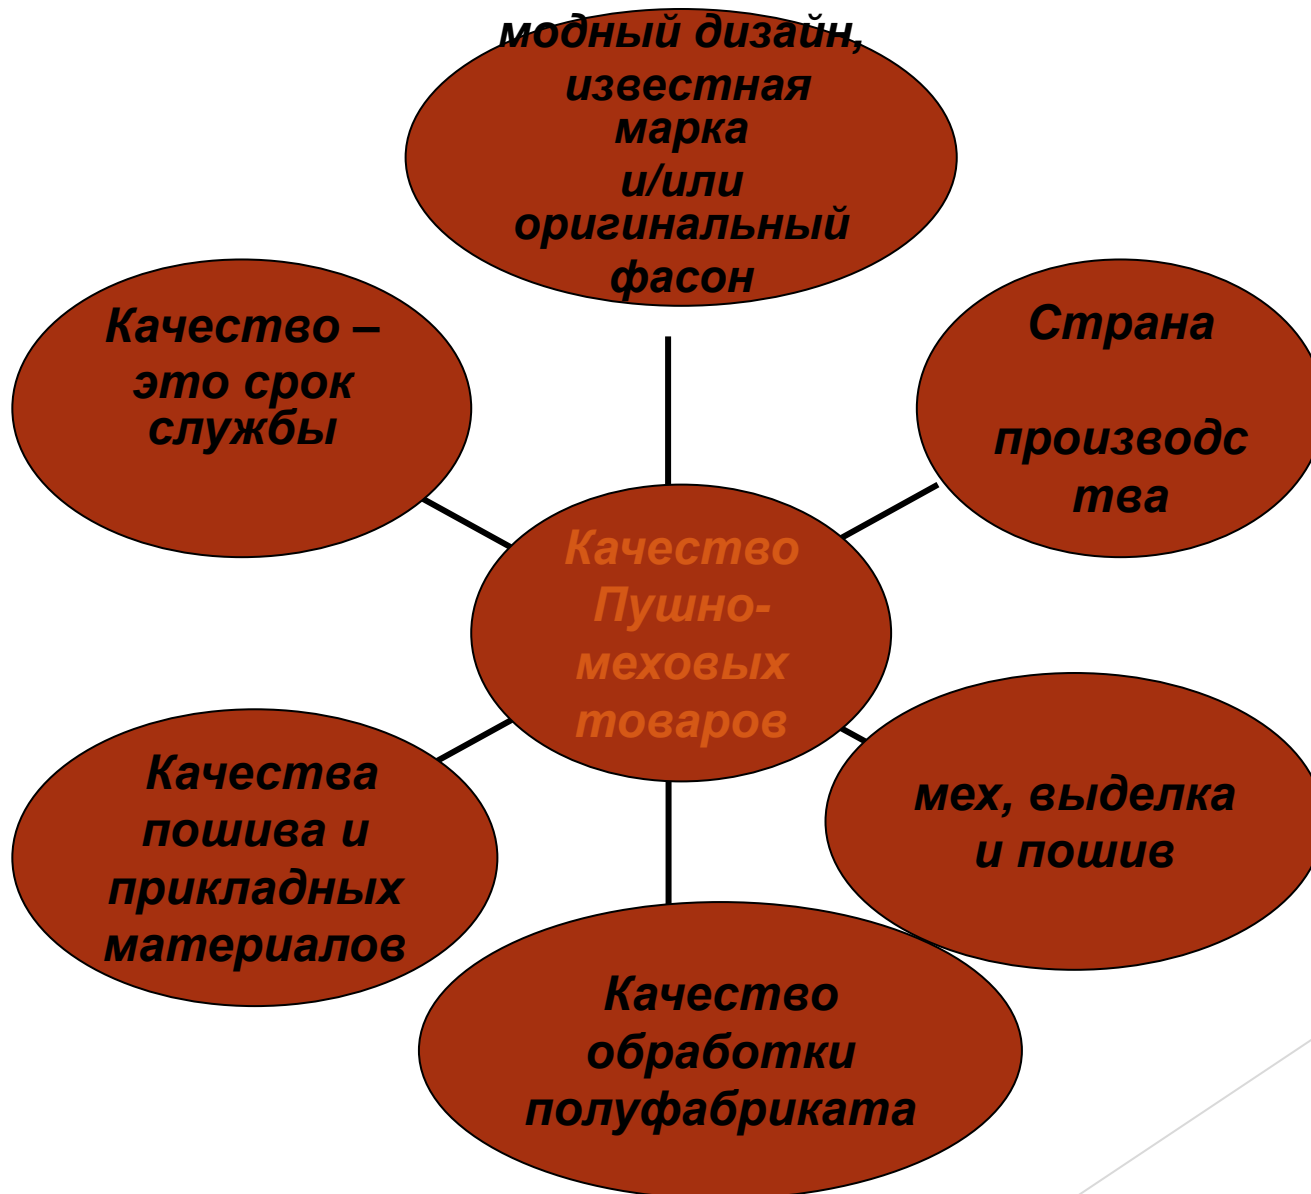 модный дизайн,
известная
марка
и/или
оригинальный
фасон
Качество –
это срок
службы
Страна
производс
тва
Качество
Пушно-
меховых
товаров
Качества
пошива и
прикладных
материалов
мех, выделка
и пошив
Качество
обработки
полуфабриката